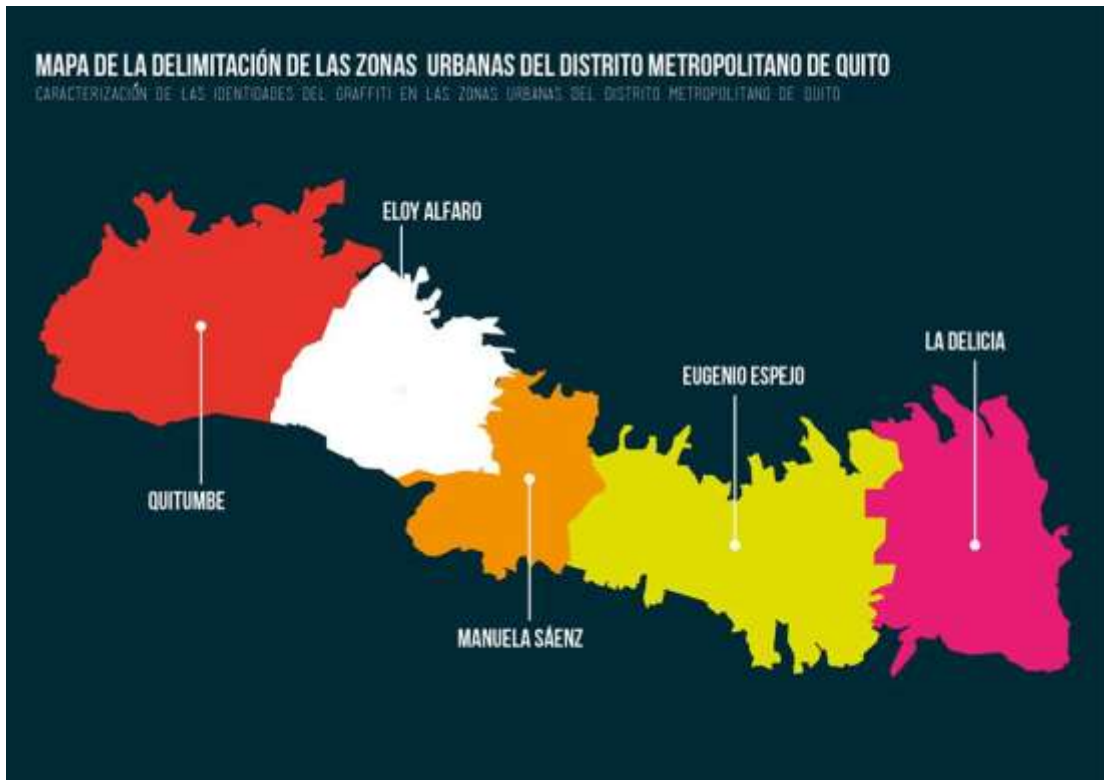 MAPA DE LA DELIMITACIÓN DE LAS ZONAS URBANAS DEL DISTRITO METROPOLITANO DE QUITO
CARACTERIZACIÓN DE LAS IDENTIDADES DEL GRAFFITI EN LAS ZONAS URBANAS DEL DISTRITO METROPOLITANO DE QUITO
ELOY ALFARO
LA DELICIA
EUGENIO ESPEJO
QUITUMBE
MANUELA SÁENZ